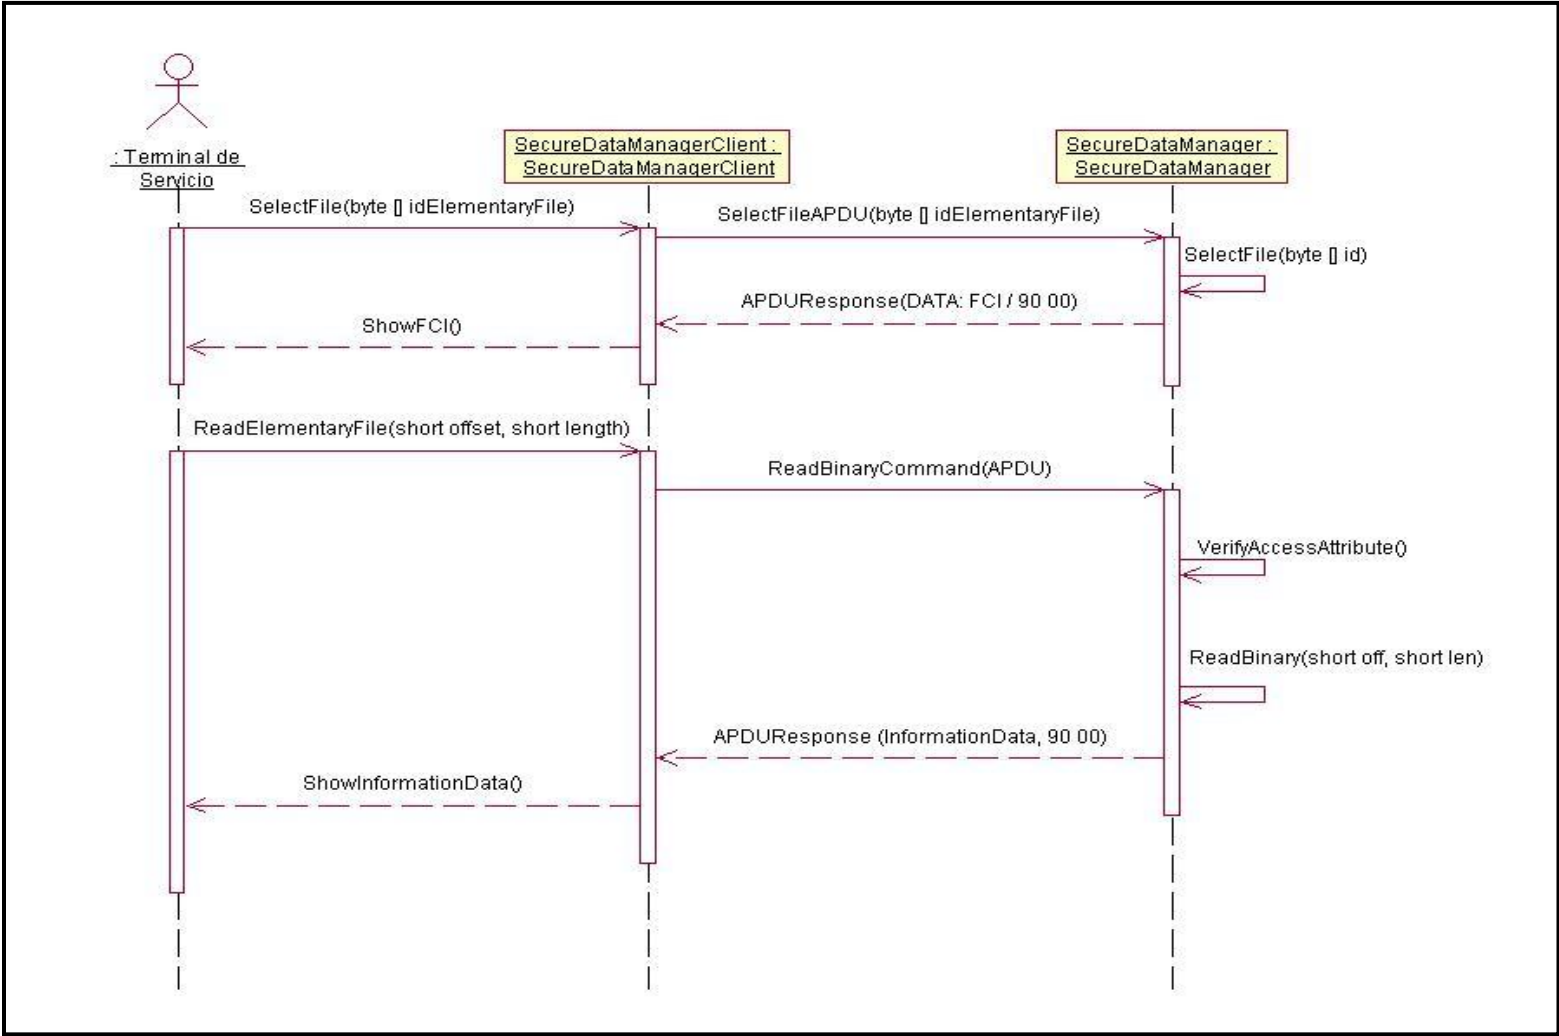 : Terminal de
Servicio
SecureDataManagerClient :
SecureDataManagerClient
SecureDataManager :
SecureDataManager
SelectFile(byte [] idElementaryFile)
SelectFileAPDU(byte [] idElementaryFile)
SelectFile(byte [] id)
APDUResponse(DATA: FCI / 90 00)
ShowFCI()
ReadElementaryFile(short offset, short length)
ReadBinaryCommand(APDU)
VerifyAccessAttribute()
ReadBinary(short off, short len)
APDUResponse (InformationData, 90 00)
ShowInformationData()